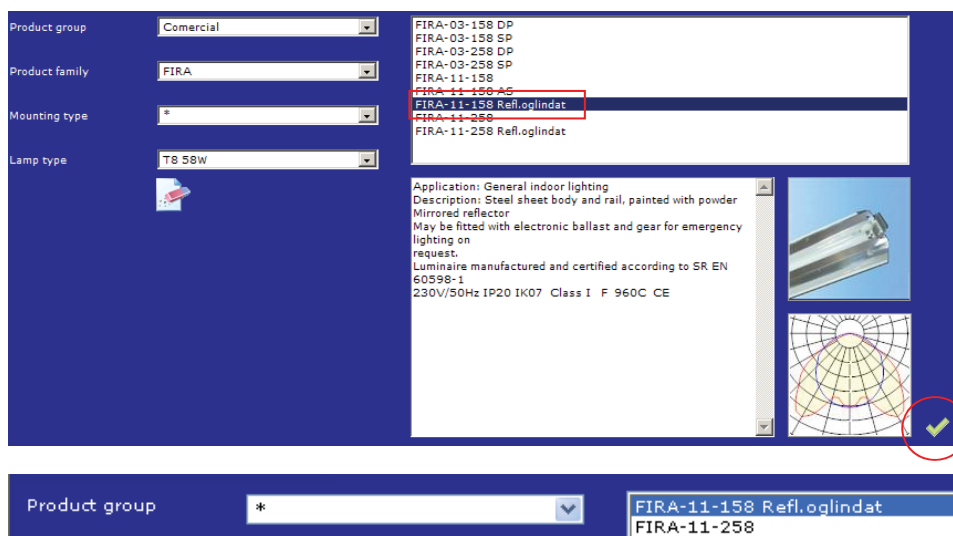 Product group
Comercial
Product family
FIRA
Mounting type
*
Lamp type
T8 58W
FIRA-03-158 DP
FIRA-03-158 SP
FIRA-03-258 DP
FIRA-03-258 SP
FIRA-11-158
FIRA-11-158 AS
FIRA-11-158 Refl.oglindat
FIRA-11-258
FIRA-11-258 Refl.oglindat
Application: General indoor lighting
Description: Steel sheet body and rail, painted with powder
Mirrored reflector
May be fitted with electronic ballast and gear for emergency
lighting on
request.
Luminaire manufactured and certified according to SR EN
60598-1
230V/50Hz IP20 IK07 Class I F 960C CE
Product group
*
FIRA-11-158 Refl.oglindat
FIRA-11-258